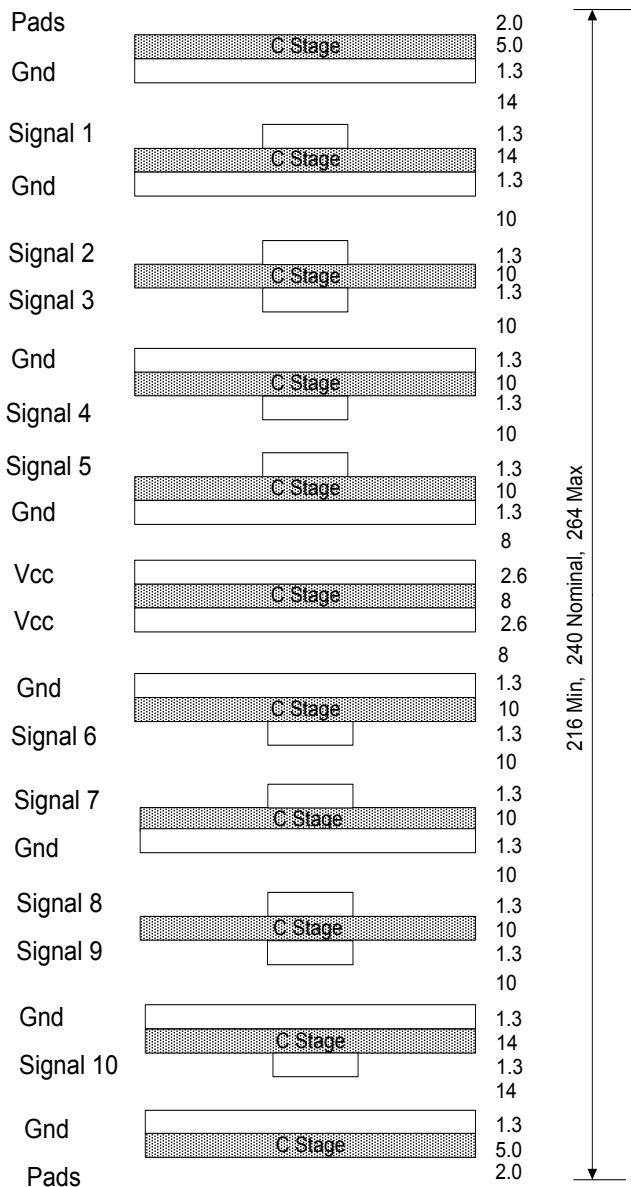 Pads 2.0
C Stage 5.0
Gnd 1.3
14
Signal 1 1.3
C Stage 14
Gnd 1.3
10
Signal 2 1.3
C Stage 10
Signal 3 1.3
10
Gnd 1.3
C Stage 10
Signal 4 1.3
10
Signal 5 1.3
C Stage 10
Gnd 1.3
8
Vcc 2.6
C Stage 8
Vcc 2.6
8
Gnd 1.3
C Stage 10
Signal 6 1.3
10
Signal 7 1.3
C Stage 10
Gnd 1.3
10
Signal 8 1.3
C Stage 10
Signal 9 1.3
10
Gnd 1.3
C Stage 14
Signal 10 1.3
14
Gnd 1.3
C Stage 5.0
Pads 2.0
216 Min, 240 Nominal, 264 Max